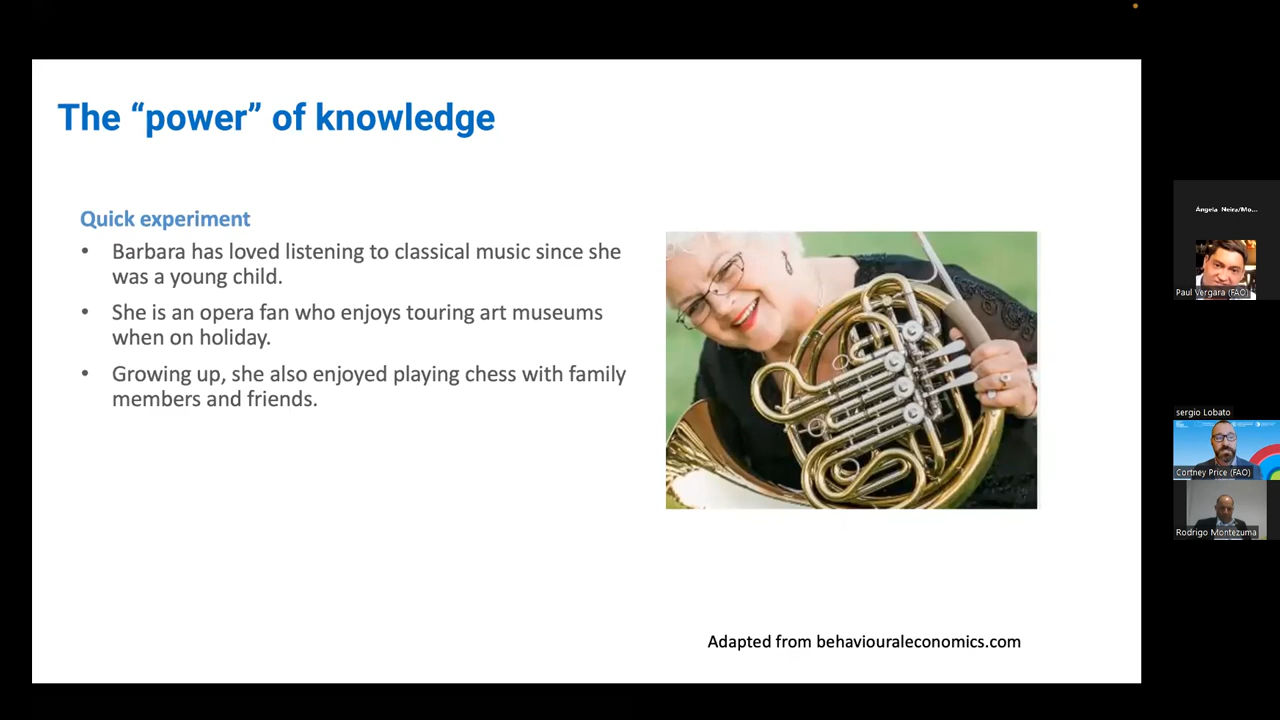 The “power” of knowledge
Quick experiment
• Barbara has loved listening to classical music since she
was a young child.
• She is an opera fan who enjoys touring art museums
when on holiday.
• Growing up, she also enjoyed playing chess with family
members and friends.
Adapted from behaviouraleconomics.com
Ángela Neira/Mo...
Paul Vergara (FAO)
sergio Lobato
Cortney Price (FAO)
Rodrigo Montezuma